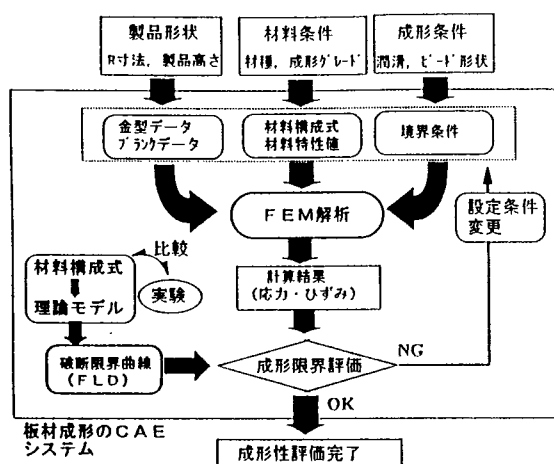 製品形状
R寸法, 製品高さ
材料条件
材種, 成形グレード
成形条件
潤滑, ビード形状
金型データ
ブランクデータ
材料構成式
材料特性値
境界条件
FEM解析
設定条件
変更
比較
材料構成式
理論モデル
実験
計算結果
(応力・ひずみ)
破断限界曲線
(FLD)
成形限界評価
NG
OK
板材成形のCAE
システム
成形性評価完了